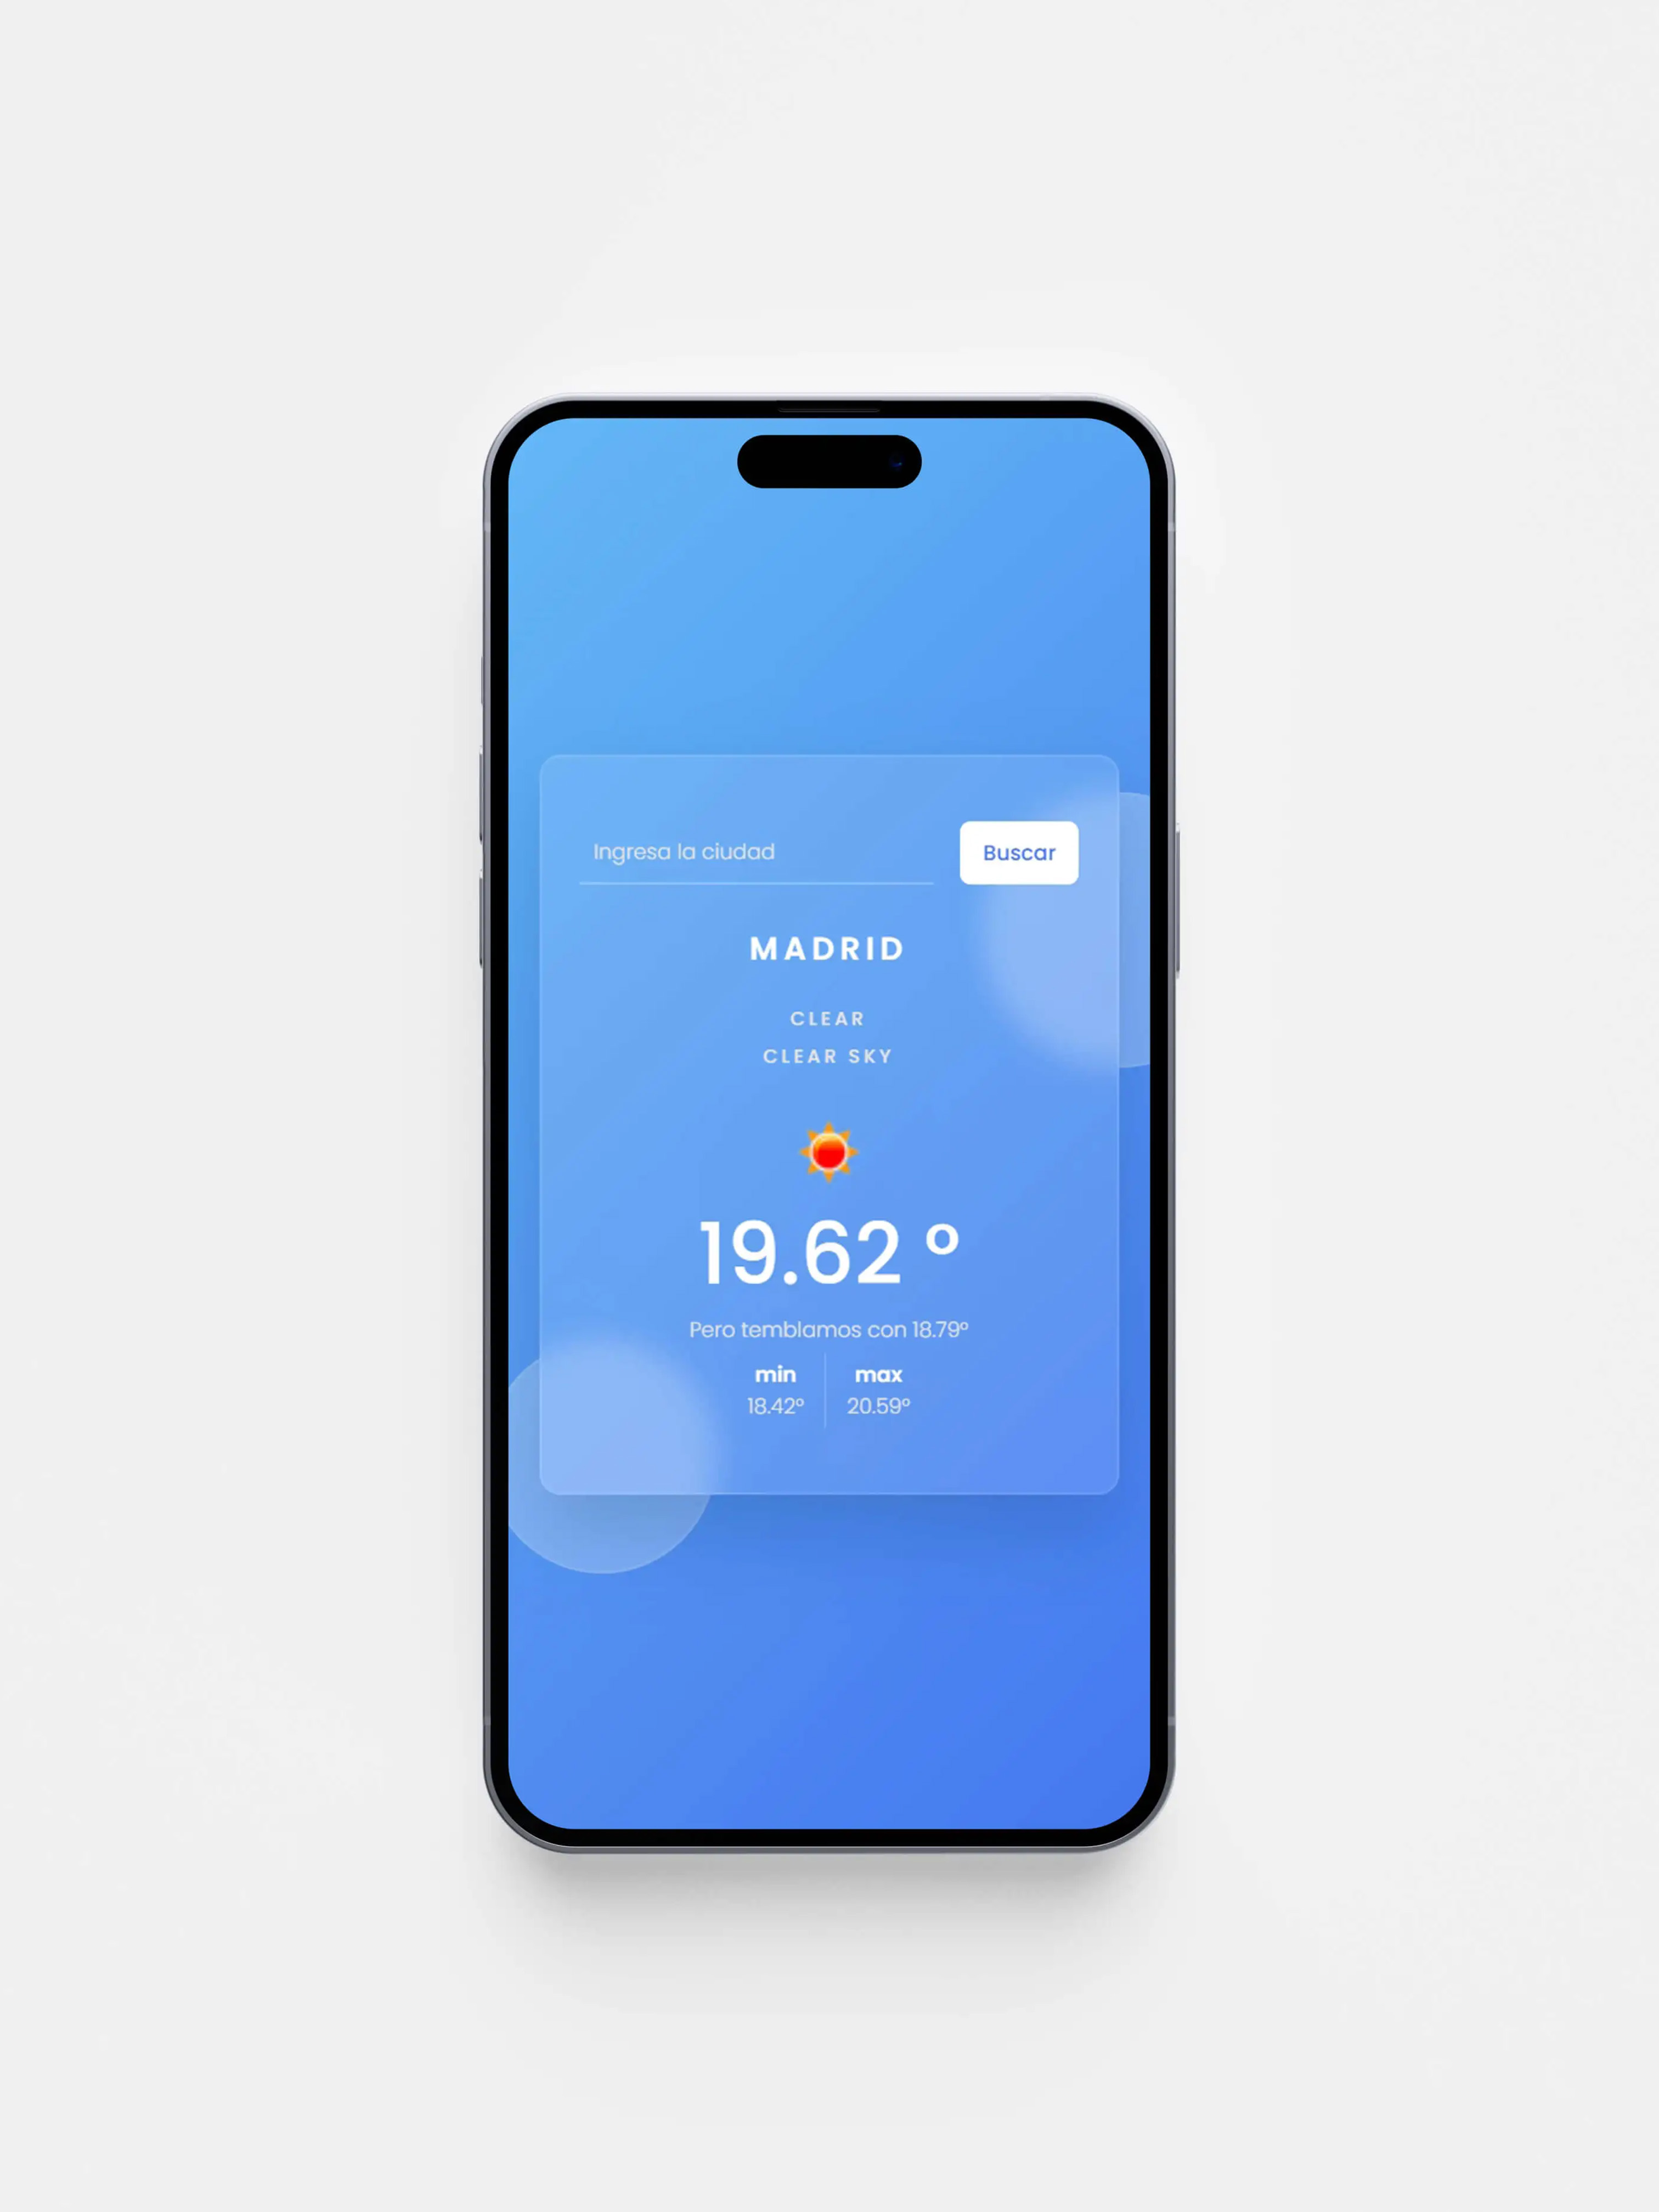 Ingresa la ciudad
Buscar
MADRID
CLEAR
CLEAR SKY
19.62 º
Pero temblamos con 18.79º
min max
18.42º 20.59º